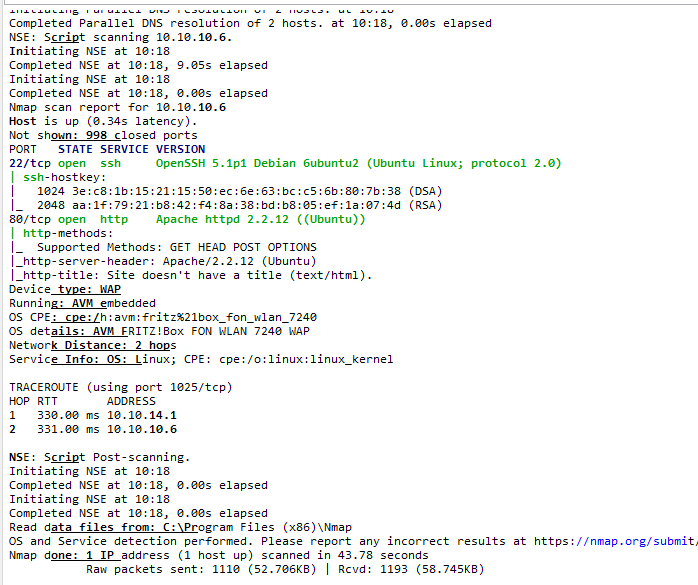 Initiating Parallel DNS resolution of 2 hosts. at 10:18
Completed Parallel DNS resolution of 2 hosts. at 10:18, 0.00s elapsed
NSE: Script scanning 10.10.10.6.
Initiating NSE at 10:18
Completed NSE at 10:18, 9.05s elapsed
Initiating NSE at 10:18
Completed NSE at 10:18, 0.00s elapsed
Nmap scan report for 10.10.10.6
Host is up (0.34s latency).
Not shown: 998 closed ports
PORT   STATE SERVICE VERSION
22/tcp open  ssh     OpenSSH 5.1p1 Debian 6ubuntu2 (Ubuntu Linux; protocol 2.0)
| ssh-hostkey:
|   1024 3e:c8:1b:15:21:15:50:ec:6e:63:bc:c5:6b:80:7b:38 (DSA)
|_  2048 aa:1f:79:21:b8:42:f4:8a:38:bd:b8:05:ef:1a:07:4d (RSA)
80/tcp open  http    Apache httpd 2.2.12 ((Ubuntu))
| http-methods:
|_  Supported Methods: GET HEAD POST OPTIONS
|_http-server-header: Apache/2.2.12 (Ubuntu)
|_http-title: Site doesn't have a title (text/html).
Device type: WAP
Running: AVM embedded
OS CPE: cpe:/h:avm:fritz%21box_fon_wlan_7240
OS details: AVM FRITZ!Box FON WLAN 7240 WAP
Network Distance: 2 hops
Service Info: OS: Linux; CPE: cpe:/o:linux:linux_kernel
TRACEROUTE (using port 1025/tcp)
HOP RTT       ADDRESS
1   330.00 ms 10.10.14.1
2   331.00 ms 10.10.10.6
NSE: Script Post-scanning.
Initiating NSE at 10:18
Completed NSE at 10:18, 0.00s elapsed
Initiating NSE at 10:18
Completed NSE at 10:18, 0.00s elapsed
Read data files from: C:\Program Files (x86)\Nmap
OS and Service detection performed. Please report any incorrect results at https://nmap.org/submit/
Nmap done: 1 IP address (1 host up) scanned in 43.78 seconds
Raw packets sent: 1110 (52.706KB) | Rcvd: 1193 (58.745KB)